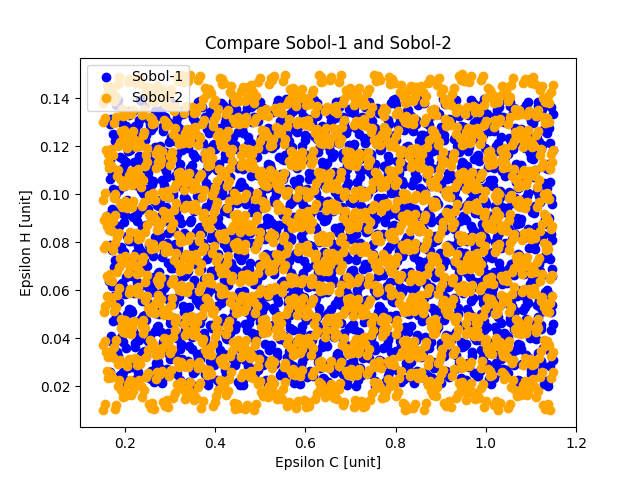 Compare Sobol-1 and Sobol-2
Sobol-1
Sobol-2
Epsilon H [unit]
0.14
0.12
0.10
0.08
0.06
0.04
0.02
0.2 0.4 0.6 0.8 1.0 1.2
Epsilon C [unit]